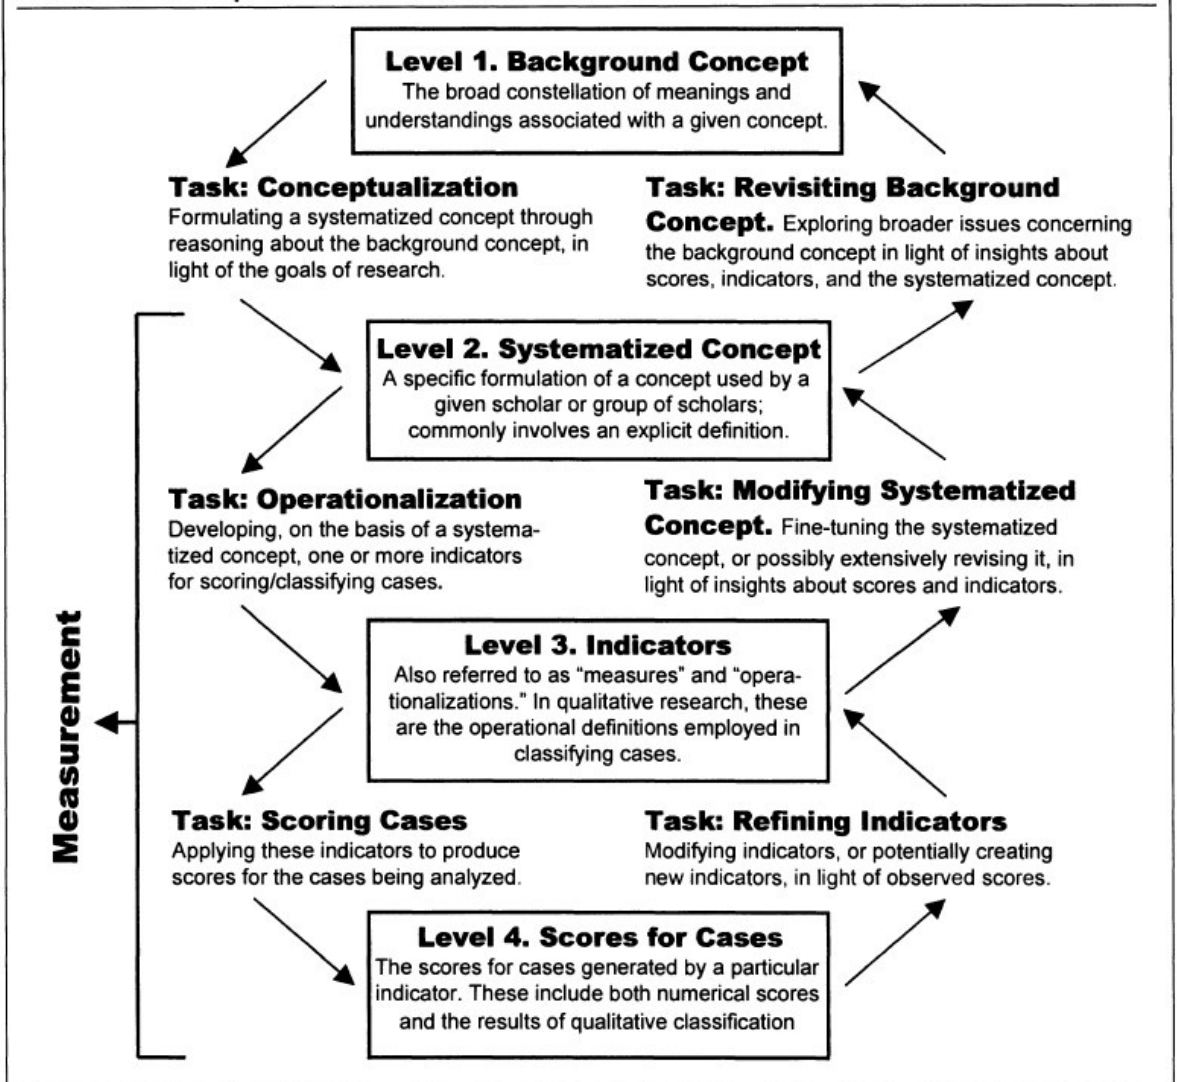 Level 1. Background Concept
The broad constellation of meanings and
understandings associated with a given concept.
Task: Conceptualization
Formulating a systematized concept through
reasoning about the background concept, in
light of the goals of research.
Task: Revisiting Background
Concept. Exploring broader issues concerning
the background concept in light of insights about
scores, indicators, and the systematized concept.
Level 2. Systematized Concept
A specific formulation of a concept used by a
given scholar or group of scholars;
commonly involves an explicit definition.
Task: Operationalization
Developing, on the basis of a systema-
tized concept, one or more indicators
for scoring/classifying cases.
Task: Modifying Systematized
Concept. Fine-tuning the systematized
concept, or possibly extensively revising it, in
light of insights about scores and indicators.
Measurement
Level 3. Indicators
Also referred to as “measures” and “opera-
tionalizations.” In qualitative research, these
are the operational definitions employed in
classifying cases.
Task: Scoring Cases
Applying these indicators to produce
scores for the cases being analyzed.
Task: Refining Indicators
Modifying indicators, or potentially creating
new indicators, in light of observed scores.
Level 4. Scores for Cases
The scores for cases generated by a particular
indicator. These include both numerical scores
and the results of qualitative classification